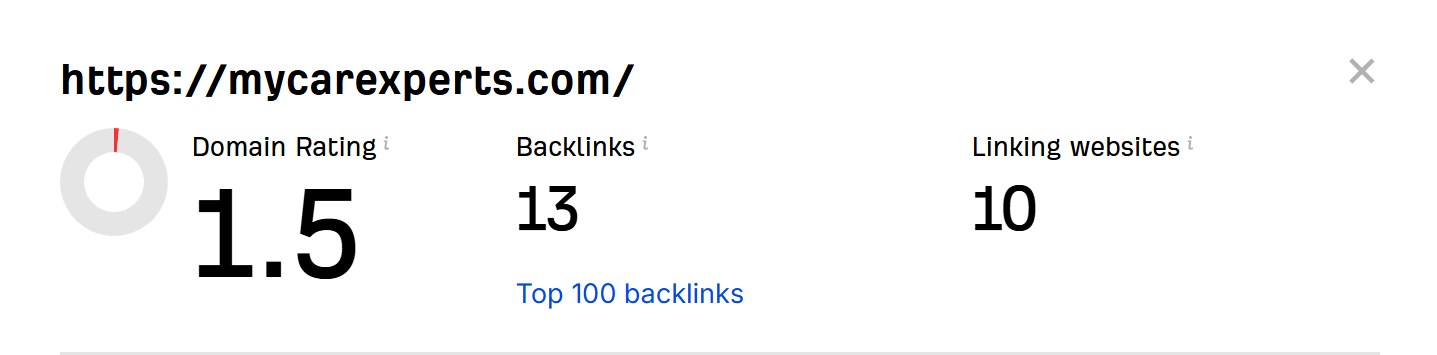 https://mycarexperts.com/
Domain Rating i
Backlinks i
Linking websites i
1.5
13
10
Top 100 backlinks